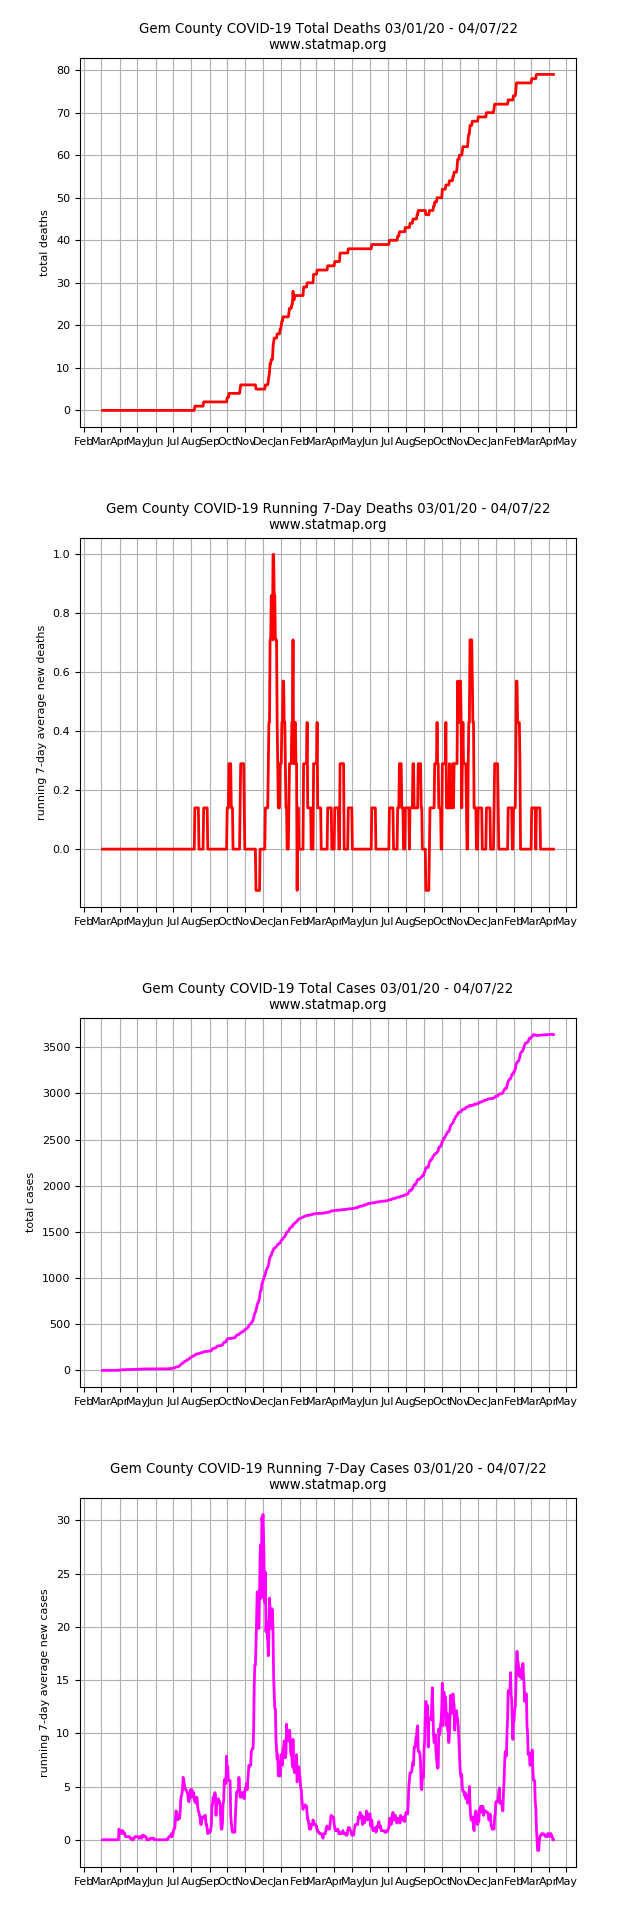 Gem County COVID-19 Total Deaths 03/01/20 - 04/07/22
www.statmap.org
80
70
60
50
40
30
20
10
0
total deaths
Feb Mar Apr May Jun Jul Aug Sep Oct Nov Dec Jan Feb Mar Apr May Jun Jul Aug Sep Oct Nov Dec Jan Feb Mar Apr May
Gem County COVID-19 Running 7-Day Deaths 03/01/20 - 04/07/22
www.statmap.org
1.0
0.8
0.6
0.4
0.2
0.0
running 7-day average new deaths
Feb Mar Apr May Jun Jul Aug Sep Oct Nov Dec Jan Feb Mar Apr May Jun Jul Aug Sep Oct Nov Dec Jan Feb Mar Apr May
Gem County COVID-19 Total Cases 03/01/20 - 04/07/22
www.statmap.org
3500
3000
2500
2000
1500
1000
500
0
total cases
Feb Mar Apr May Jun Jul Aug Sep Oct Nov Dec Jan Feb Mar Apr May Jun Jul Aug Sep Oct Nov Dec Jan Feb Mar Apr May
Gem County COVID-19 Running 7-Day Cases 03/01/20 - 04/07/22
www.statmap.org
30
25
20
15
10
5
0
running 7-day average new cases
Feb Mar Apr May Jun Jul Aug Sep Oct Nov Dec Jan Feb Mar Apr May Jun Jul Aug Sep Oct Nov Dec Jan Feb Mar Apr May